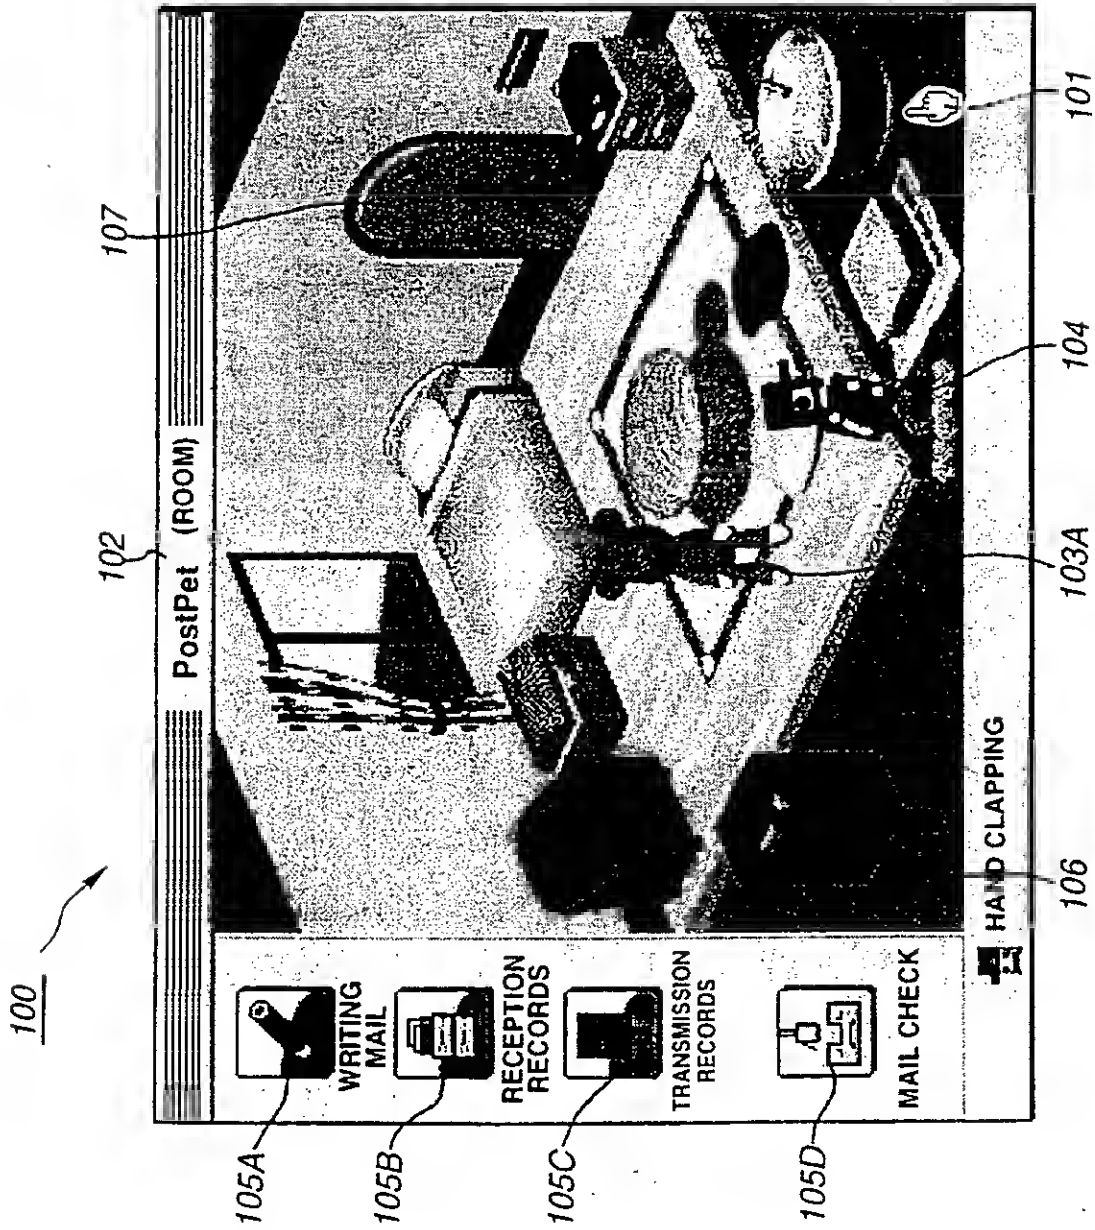 100
102
107
PostPet (ROOM)
105A
WRITING
MAIL
105B
RECEPTION
RECORDS
105C
TRANSMISSION
RECORDS
105D
MAIL CHECK
HAND CLAPPING
106
103A
104
101